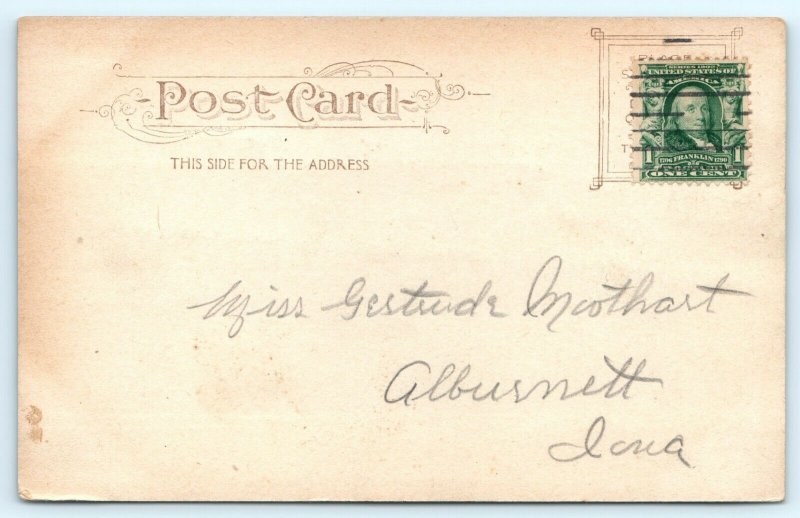 Post Card
THIS SIDE FOR THE ADDRESS
PLACE
SERIES 1902
UNITED STATES OF
AMERICA
1 1706 FRANKLIN 1790 1
ONE CENT
Miss Gertrude Moothart
Alburnett
Iowa